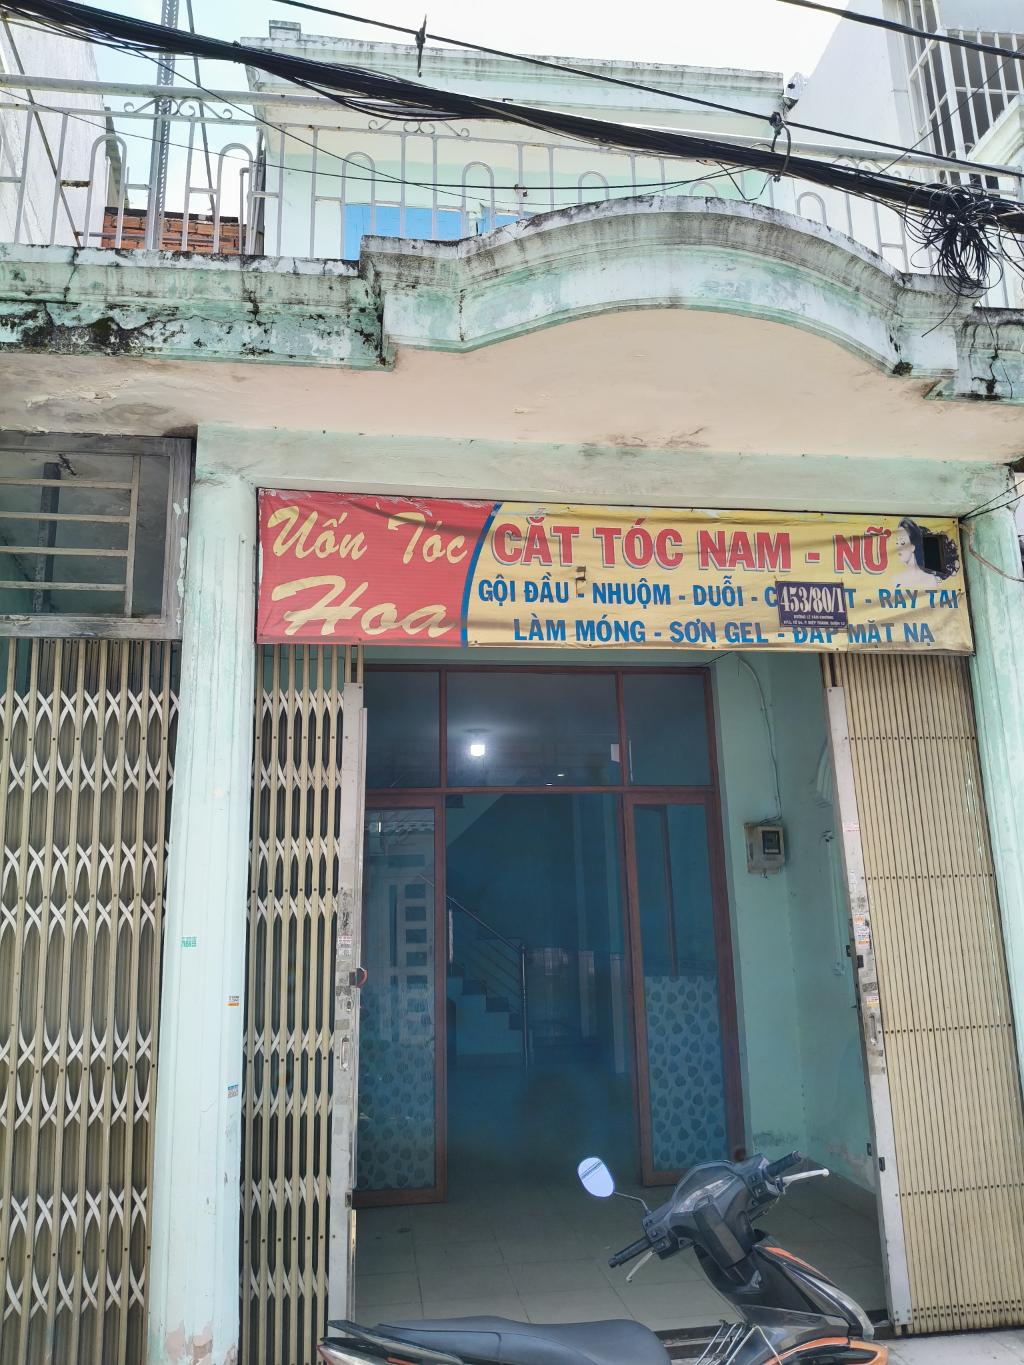 Uốn Tóc
Hoa
CẮT TÓC NAM - NỮ
GỘI ĐẦU - NHUỘM - DUỖI - - RÁY TAI
LÀM MÓNG - SƠN GEL - ĐẮP MẶT NẠ
453/80/1